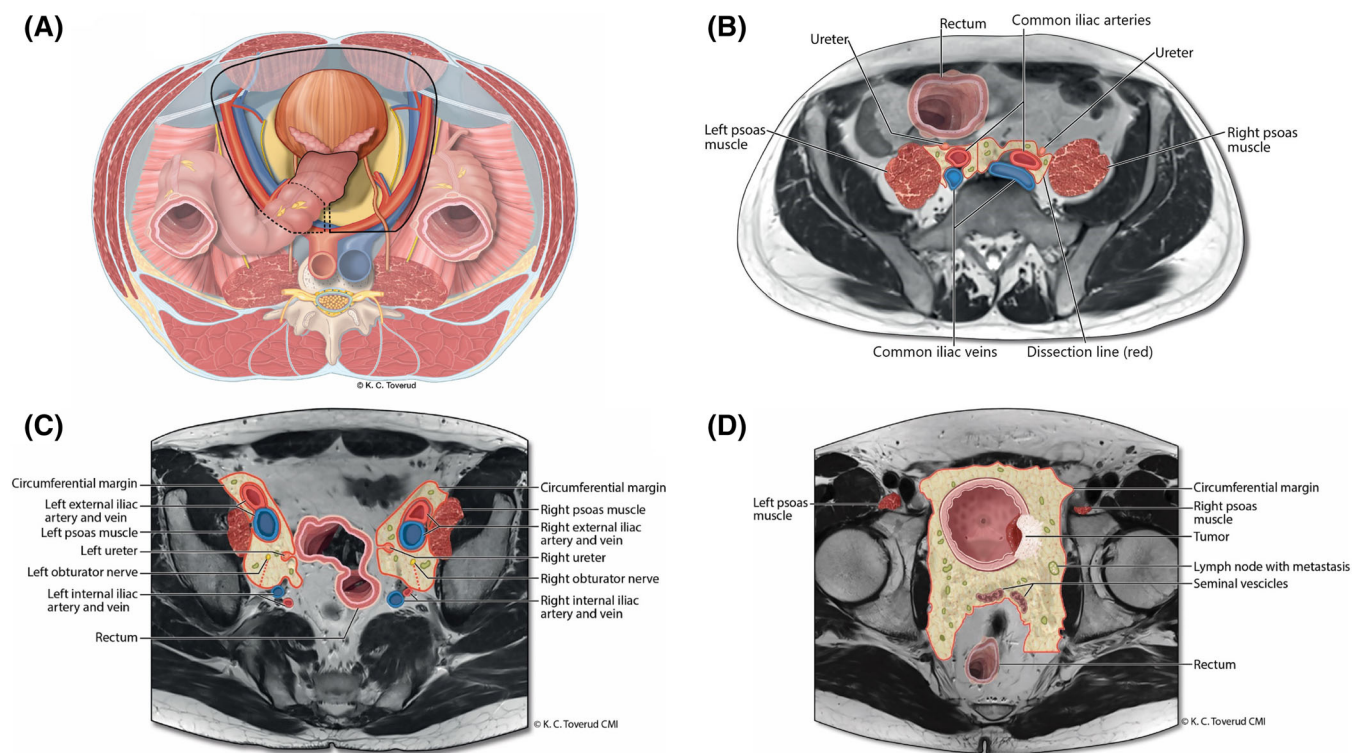 (A)
© K. C. Toverud
(B)
Rectum
Common iliac arteries
Ureter
Ureter
Left psoas
muscle
Right psoas
muscle
Common iliac veins
Dissection line (red)
(C)
Circumferential margin
Left external iliac
artery and vein
Left psoas muscle
Left ureter
Left obturator nerve
Left internal iliac
artery and vein
Rectum
Circumferential margin
Right psoas muscle
Right external iliac
artery and vein
Right ureter
Right obturator nerve
Right internal iliac
artery and vein
© K. C. Toverud CMI
(D)
Left psoas
muscle
Circumferential margin
Right psoas
muscle
Tumor
Lymph node with metastasis
Seminal vescicles
Rectum
© K. C. Toverud CMI